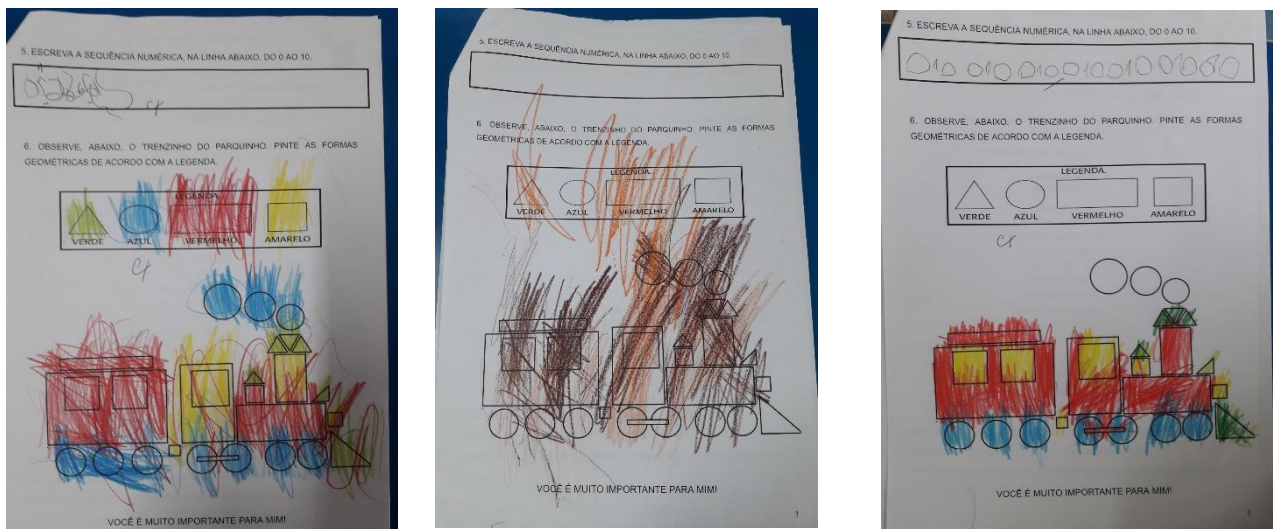 5. ESCREVA A SEQUÊNCIA NUMÉRICA, NA LINHA ABAIXO, DO 0 AO 10.
6. OBSERVE, ABAIXO, O TRENZINHO DO PARQUINHO. PINTE AS FORMAS
GEOMÉTRICAS DE ACORDO COM A LEGENDA.
LEGENDA.
VERDE AZUL VERMELHO AMARELO
VOCÊ É MUITO IMPORTANTE PARA MIM!
5. ESCREVA A SEQUÊNCIA NUMÉRICA, NA LINHA ABAIXO, DO 0 AO 10.
6. OBSERVE, ABAIXO, O TRENZINHO DO PARQUINHO. PINTE AS FORMAS
GEOMÉTRICAS DE ACORDO COM A LEGENDA.
LEGENDA.
VERDE AZUL VERMELHO AMARELO
VOCÊ É MUITO IMPORTANTE PARA MIM!
3
5. ESCREVA A SEQUÊNCIA NUMÉRICA, NA LINHA ABAIXO, DO 0 AO 10.
6. OBSERVE, ABAIXO, O TRENZINHO DO PARQUINHO. PINTE AS FORMAS
GEOMÉTRICAS DE ACORDO COM A LEGENDA.
LEGENDA.
VERDE AZUL VERMELHO AMARELO
VOCÊ É MUITO IMPORTANTE PARA MIM!
3